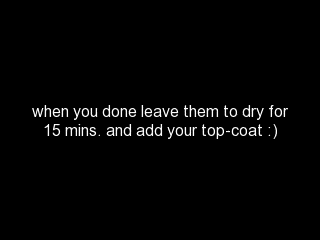 when you done leave them to dry for
15 mins. and add your top-coat :)